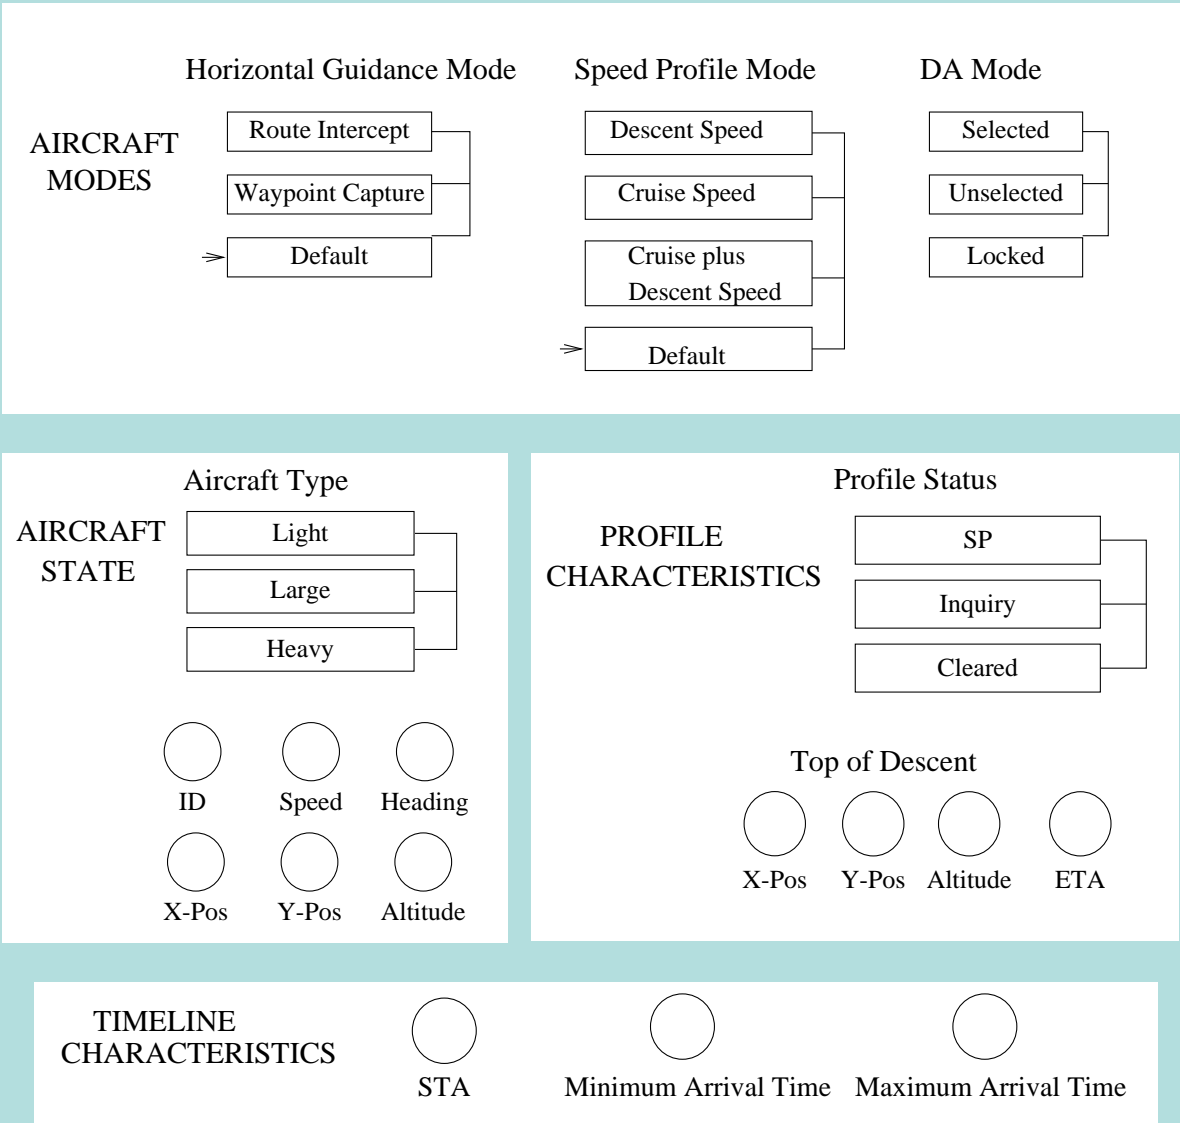 Horizontal Guidance Mode
Speed Profile Mode
DA Mode
AIRCRAFT
MODES
Route Intercept
Waypoint Capture
Default
Descent Speed
Cruise Speed
Cruise plus
Descent Speed
Default
Selected
Unselected
Locked
Aircraft Type
AIRCRAFT
STATE
Light
Large
Heavy
ID
Speed
Heading
X-Pos
Y-Pos
Altitude
Profile Status
PROFILE
CHARACTERISTICS
SP
Inquiry
Cleared
Top of Descent
X-Pos
Y-Pos
Altitude
ETA
TIMELINE
CHARACTERISTICS
STA
Minimum Arrival Time
Maximum Arrival Time